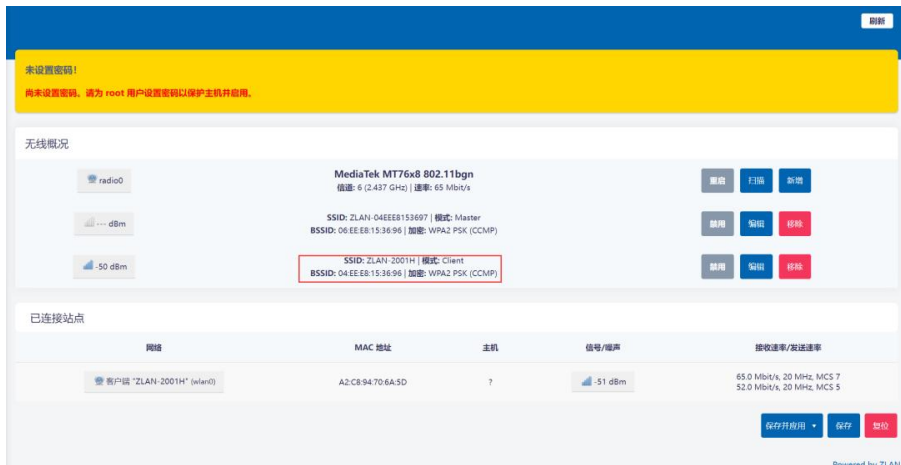 刷新
未设置密码!
尚未设置密码。请为 root 用户设置密码以保护主机并启用。
无线概况
radio0
MediaTek MT76x8 802.11bgn
信道: 6 (2.437 GHz) | 速率: 65 Mbit/s
重启 扫描 新增
--- dBm
SSID: ZLAN-04EEE8153697 | 模式: Master
BSSID: 06:EE:E8:15:36:96 | 加密: WPA2 PSK (CCMP)
禁用 编辑 移除
-50 dBm
SSID: ZLAN-2001H | 模式: Client
BSSID: 04:EE:E8:15:36:96 | 加密: WPA2 PSK (CCMP)
禁用 编辑 移除
已连接站点
网络 MAC 地址 主机 信号/噪声 接收速率/发送速率
客户端 "ZLAN-2001H" (wlan0) A2:C8:94:70:6A:5D ? -51 dBm 65.0 Mbit/s, 20 MHz, MCS 7
52.0 Mbit/s, 20 MHz, MCS 5
保存并应用 保存 复位
Powered by ZLAN